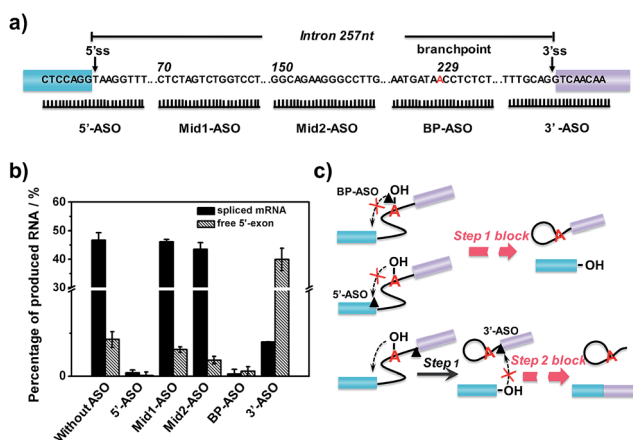 a)
Intron 257nt
5'ss 70 150 branchpoint 229 3'ss
CTCCAGGTAAGGTTT...CTCTAGTCTGGTCCT...GGCAGAAGGGCCTTG...AATGATAACCTCTCT...TTTGCAGGTCAACAA
5'-ASO Mid1-ASO Mid2-ASO BP-ASO 3'-ASO
b)
Percentage of produced RNA / %
spliced mRNA
free 5'-exon
60
50
40
30
0
Without ASO 5'-ASO Mid1-ASO Mid2-ASO BP-ASO 3'-ASO
c)
BP-ASO OH
A
Step 1 block
A
OH
OH
A
5'-ASO
OH
A
Step 1
3'-ASO
A
OH
Step 2 block
A